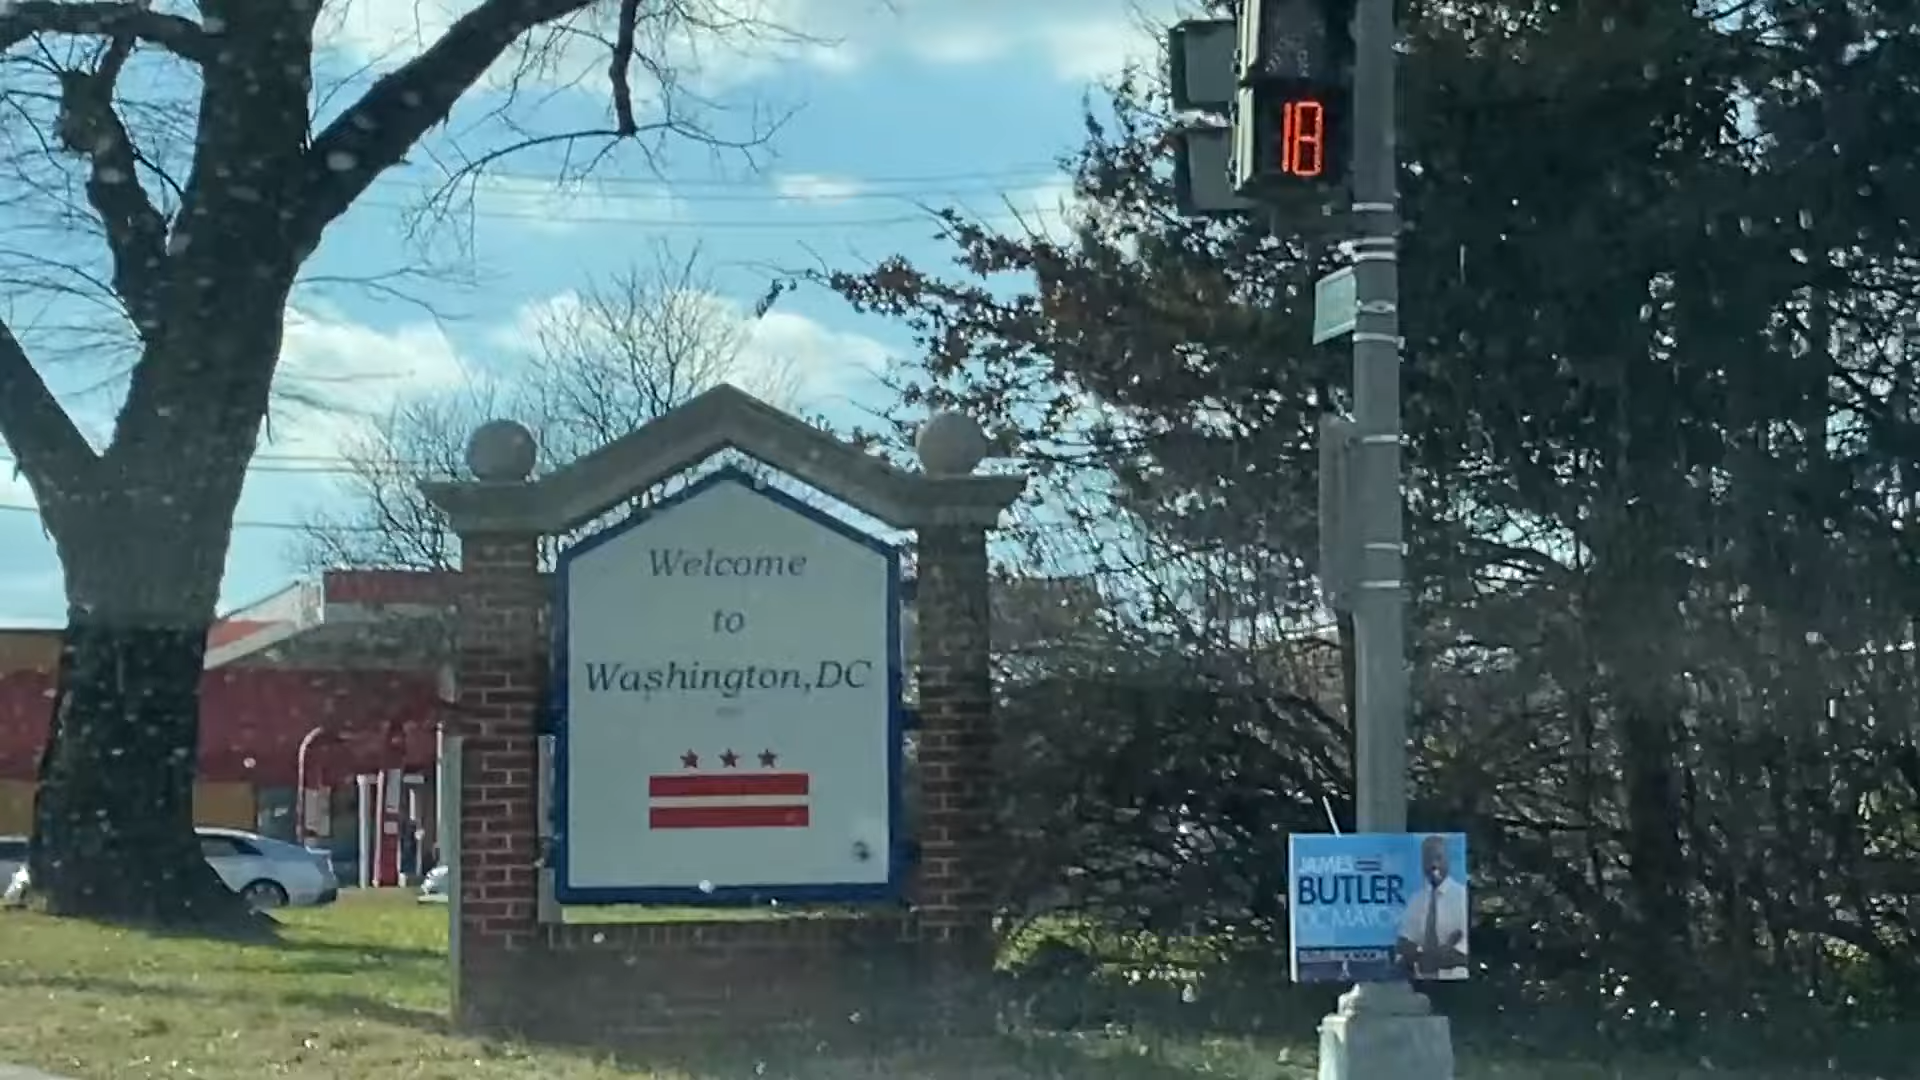 18
Welcome
to
Washington,DC
JAMES
BUTLER
DC MAYOR